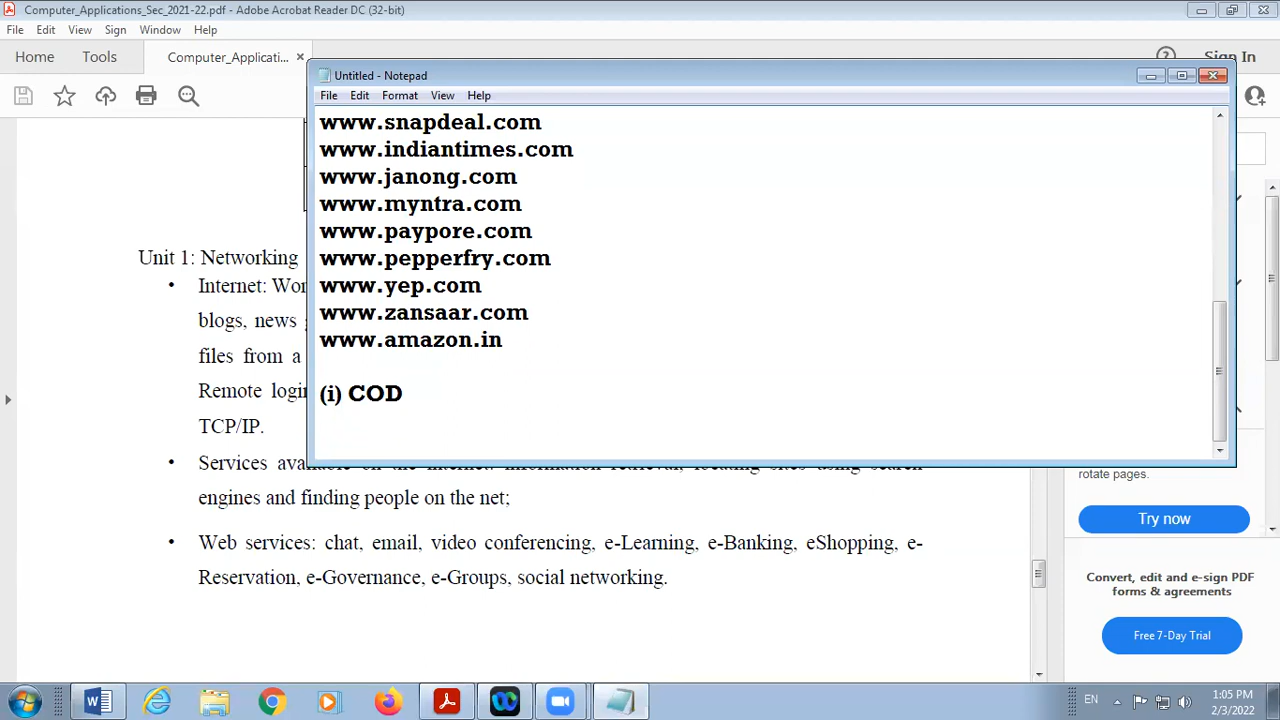 Computer_Applications_Sec_2021-22.pdf - Adobe Acrobat Reader DC (32-bit)
File Edit View Sign Window Help
Home Tools Computer_Applicati... × Sign In
Untitled - Notepad
File Edit Format View Help
www.snapdeal.com
www.indiantimes.com
www.janong.com
www.myntra.com
www.paypore.com
www.pepperfry.com
www.yep.com
www.zansaar.com
www.amazon.in
(i) COD
Unit 1: Networking
• Internet:
blogs, news
files from a
Remote
TCP/IP.
• Services
engines and finding people on the net;
• Web services: chat, email, video conferencing, e-Learning, e-Banking, eShopping, e-
Reservation, e-Governance, e-Groups, social networking.
rotate pages.
Try now
Convert, edit and e-sign PDF
forms & agreements
Free 7-Day Trial
EN
1:05 PM
2/3/2022